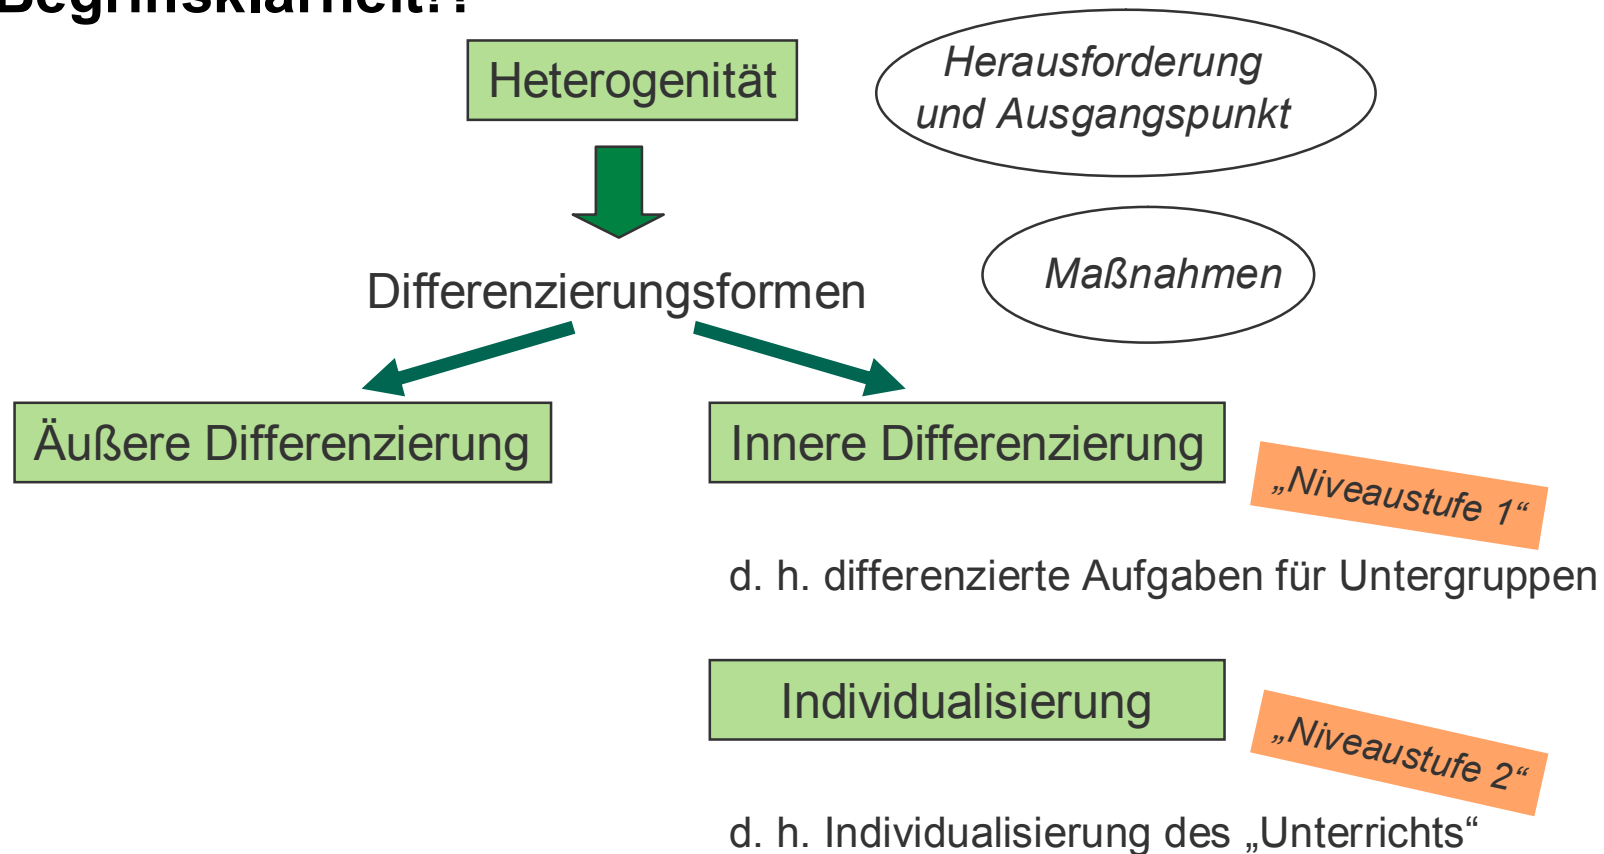 Begriffsklarheit!?
Heterogenität
Herausforderung
und Ausgangspunkt
Maßnahmen
Differenzierungsformen
Äußere Differenzierung
Innere Differenzierung
„Niveaustufe 1“
d. h. differenzierte Aufgaben für Untergruppen
Individualisierung
„Niveaustufe 2“
d. h. Individualisierung des „Unterrichts“